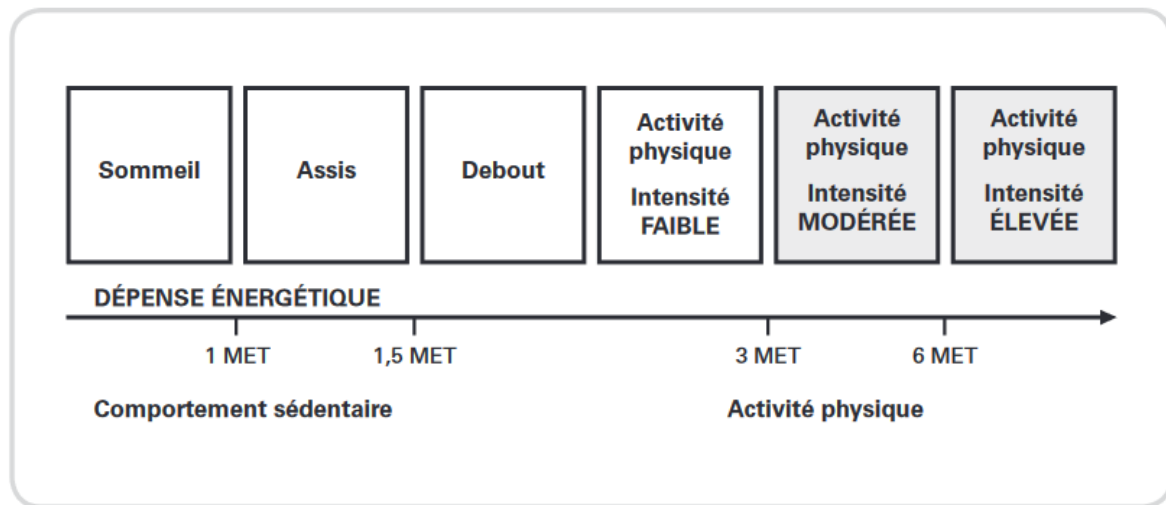 Sommeil
Assis
Debout
Activité
physique
Intensité
FAIBLE
Activité
physique
Intensité
MODÉRÉE
Activité
physique
Intensité
ÉLEVÉE
DÉPENSE ÉNERGÉTIQUE
1 MET
1,5 MET
3 MET
6 MET
Comportement sédentaire
Activité physique